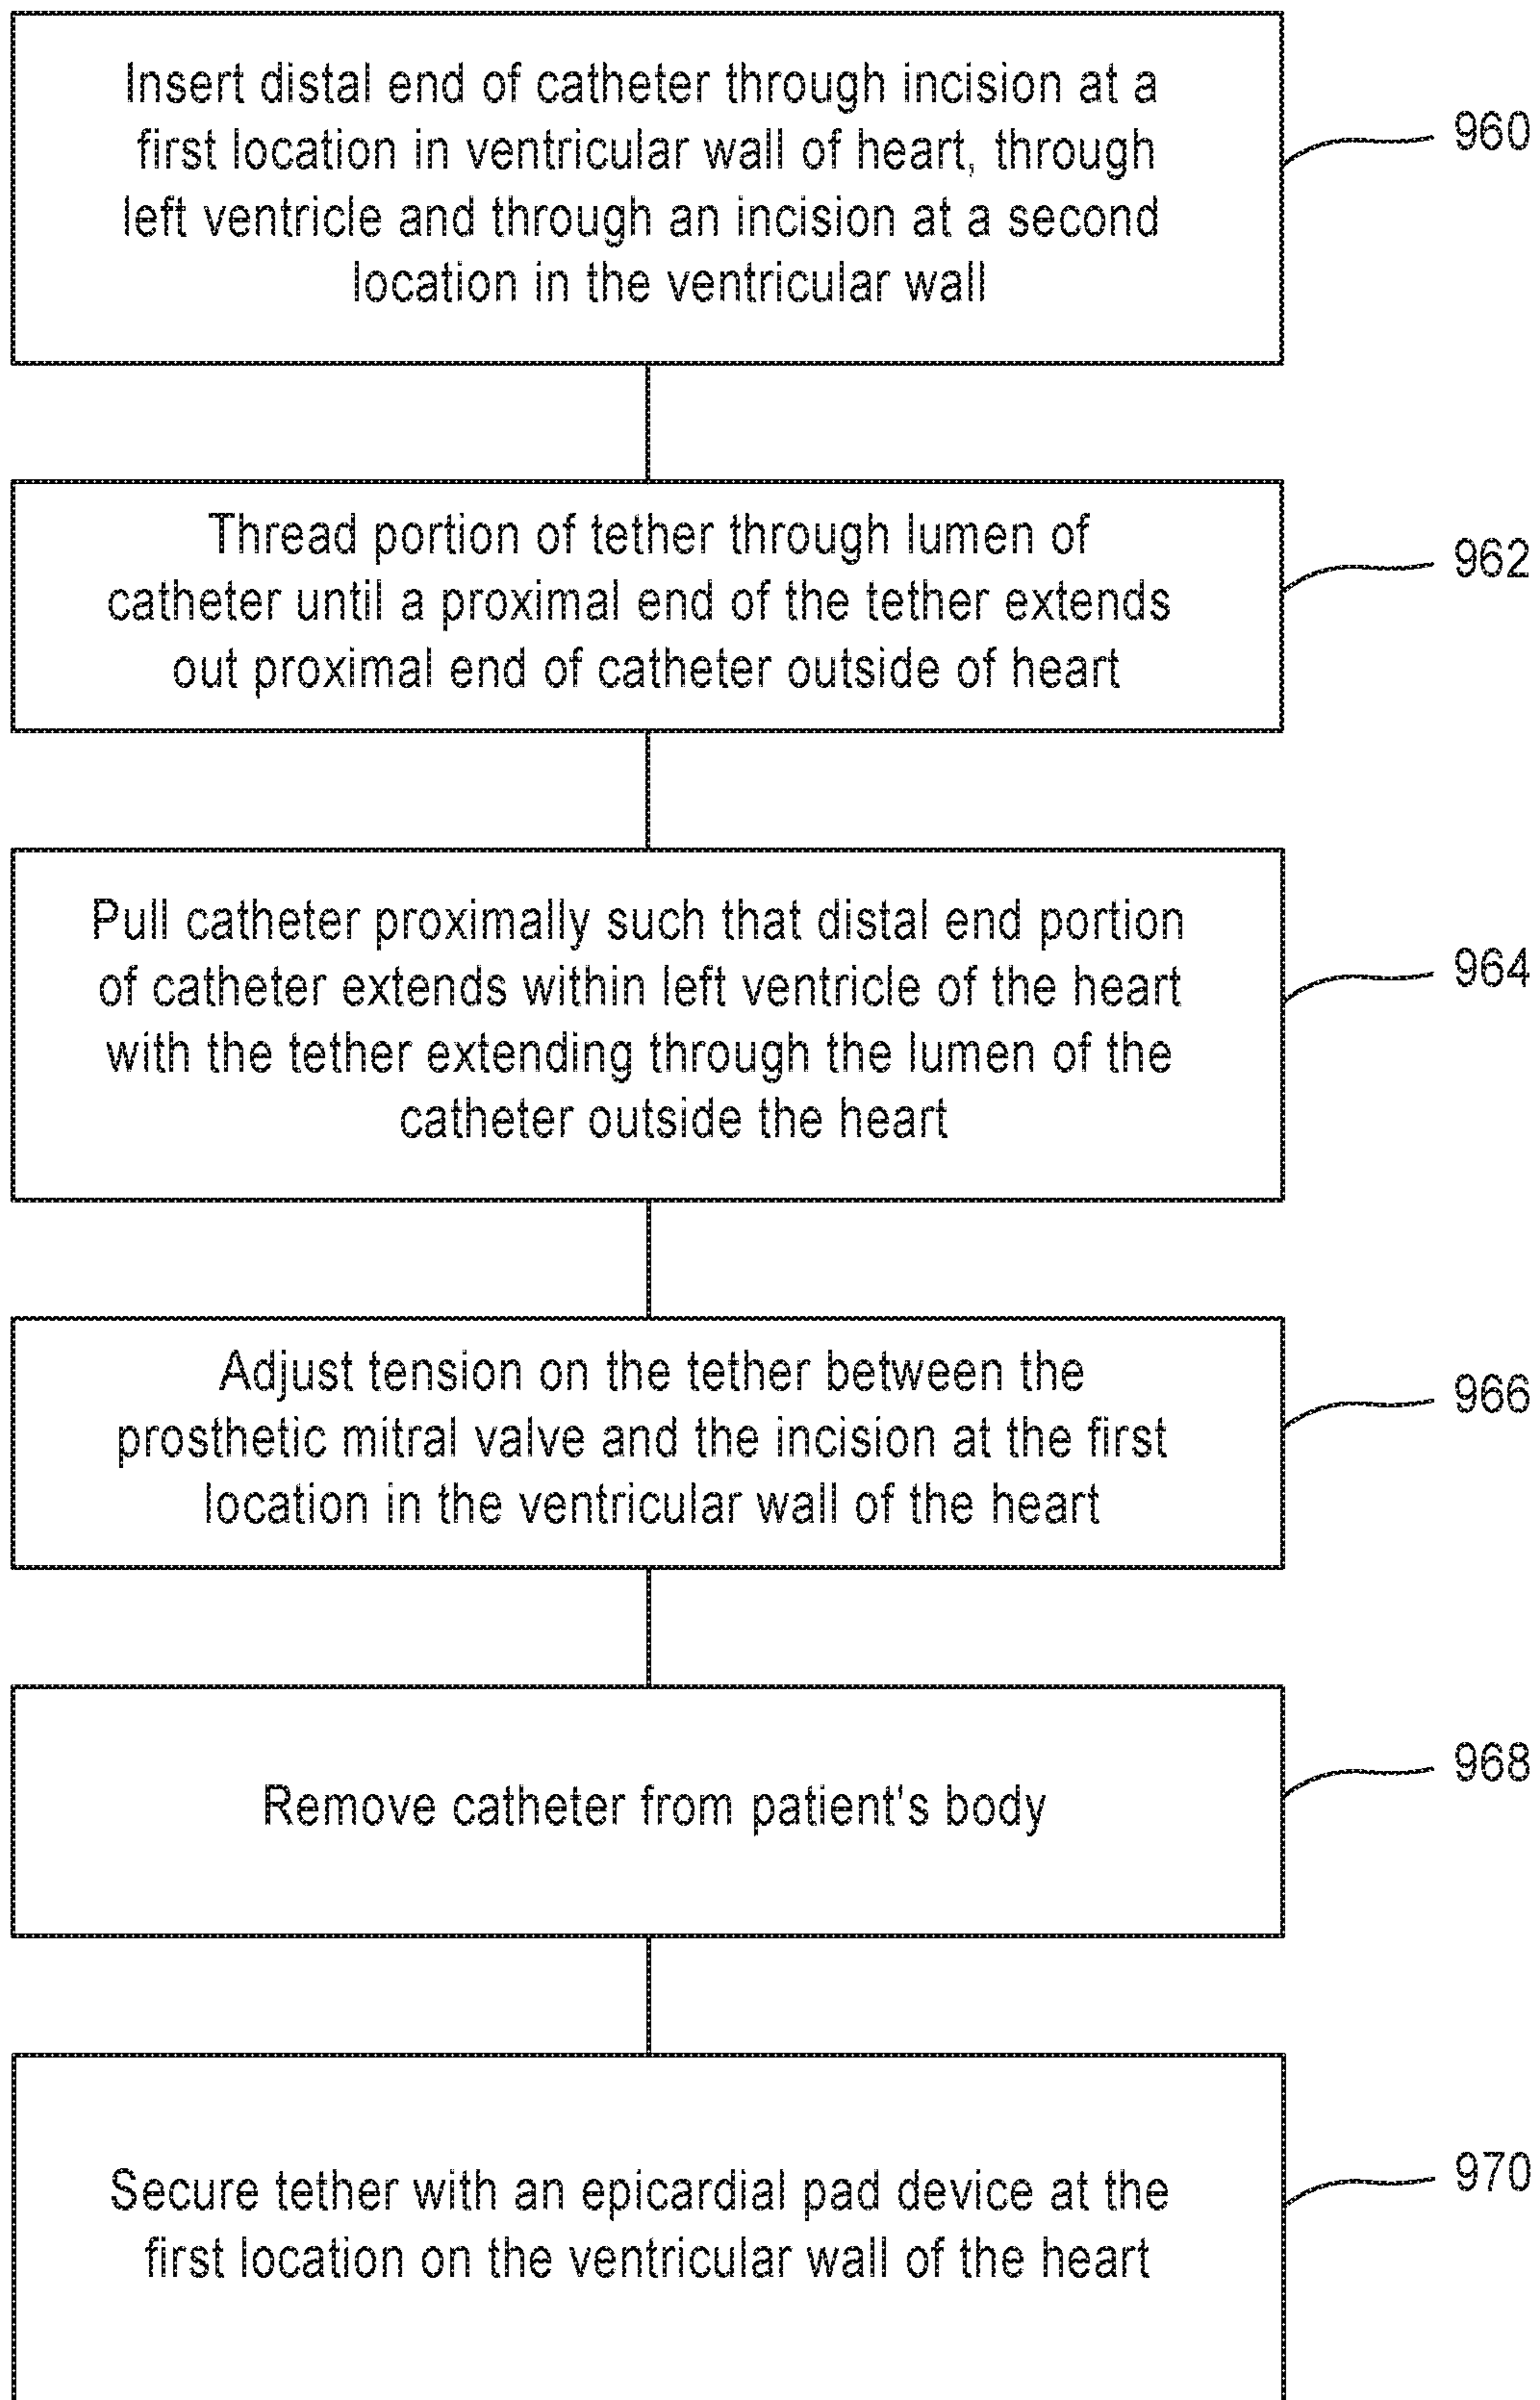 Insert distal end of catheter through incision at a
first location in ventricular wall of heart, through
left ventricle and through an incision at a second
location in the ventricular wall
960
Thread portion of tether through lumen of
catheter until a proximal end of the tether extends
out proximal end of catheter outside of heart
962
Pull catheter proximally such that distal end portion
of catheter extends within left ventricle of the heart
with the tether extending through the lumen of the
catheter outside the heart
964
Adjust tension on the tether between the
prosthetic mitral valve and the incision at the first
location in the ventricular wall of the heart
966
Remove catheter from patient's body
968
Secure tether with an epicardial pad device at the
first location on the ventricular wall of the heart
970